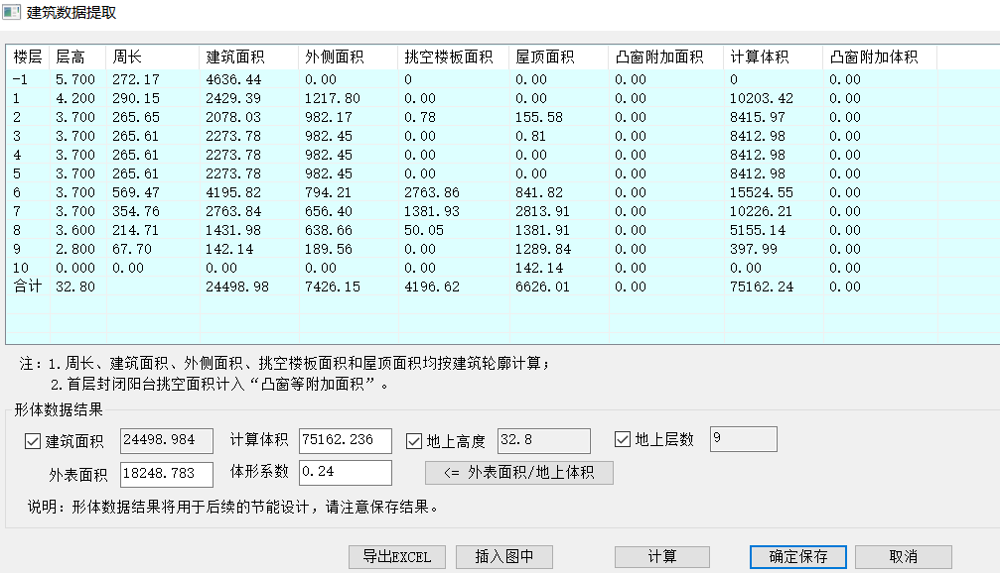 建筑数据提取
楼层 层高 周长 建筑面积 外侧面积 挑空楼板面积 屋顶面积 凸窗附加面积 计算体积 凸窗附加体积
-1 5.700 272.17 4636.44 0.00 0 0.00 0.00 0 0.00
1 4.200 290.15 2429.39 1217.80 0.00 0.00 0.00 10203.42 0.00
2 3.700 265.65 2078.03 982.17 0.78 155.58 0.00 8415.97 0.00
3 3.700 265.61 2273.78 982.45 0.00 0.81 0.00 8412.98 0.00
4 3.700 265.61 2273.78 982.45 0.00 0.00 0.00 8412.98 0.00
5 3.700 265.61 2273.78 982.45 0.00 0.00 0.00 8412.98 0.00
6 3.700 569.47 4195.82 794.21 2763.86 841.82 0.00 15524.55 0.00
7 3.700 354.76 2763.84 656.40 1381.93 2813.91 0.00 10226.21 0.00
8 3.600 214.71 1431.98 638.66 50.05 1381.91 0.00 5155.14 0.00
9 2.800 67.70 142.14 189.56 0.00 1289.84 0.00 397.99 0.00
10 0.000 0.00 0.00 0.00 0.00 142.14 0.00 0.00 0.00
合计 32.80 24498.98 7426.15 4196.62 6626.01 0.00 75162.24 0.00
注：1.周长、建筑面积、外侧面积、挑空楼板面积和屋顶面积均按建筑轮廓计算；
2.首层封闭阳台挑空面积计入“凸窗等附加面积”。
形体数据结果
建筑面积 24498.984 计算体积 75162.236 地上高度 32.8 地上层数 9
外表面积 18248.783 体形系数 0.24 <= 外表面积/地上体积
说明：形体数据结果将用于后续的节能设计，请注意保存结果。
导出EXCEL 插入图中 计算 确定保存 取消